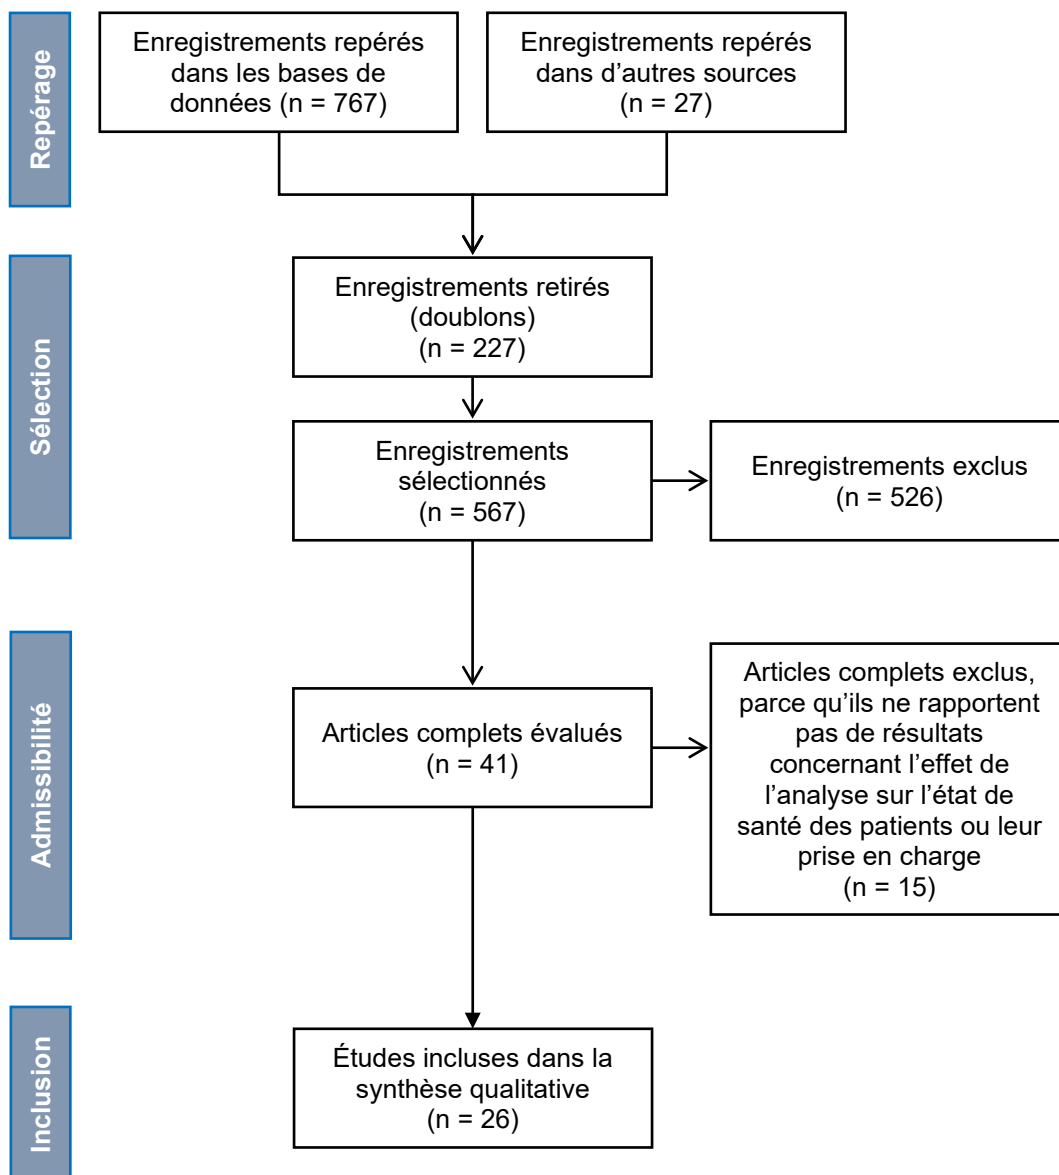 Repérage
Enregistrements repérés
dans les bases de
données (n = 767)
Enregistrements repérés
dans d’autres sources
(n = 27)
Sélection
Enregistrements retirés
(doublons)
(n = 227)
Enregistrements
sélectionnés
(n = 567)
Enregistrements exclus
(n = 526)
Admissibilité
Articles complets évalués
(n = 41)
Articles complets exclus,
parce qu’ils ne rapportent
pas de résultats
concernant l’effet de
l’analyse sur l’état de
santé des patients ou leur
prise en charge
(n = 15)
Inclusion
Études incluses dans la
synthèse qualitative
(n = 26)